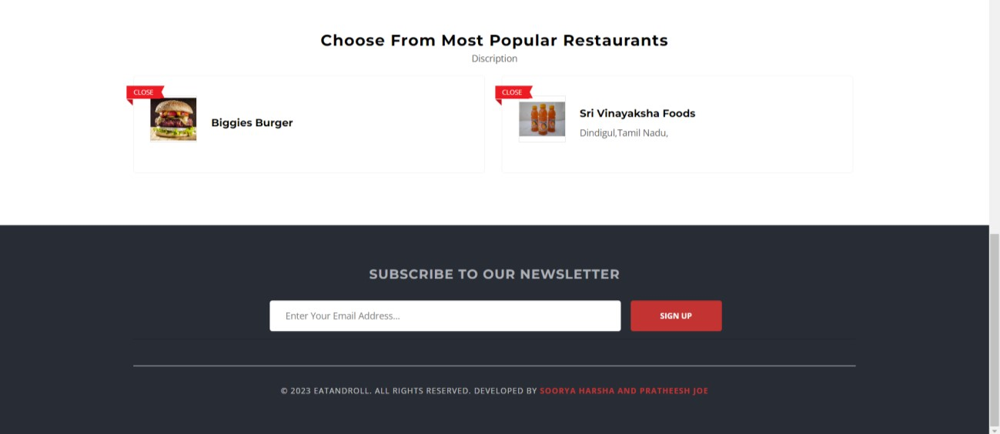 Choose From Most Popular Restaurants
Discription
CLOSE
Biggies Burger
CLOSE
Sri Vinayaksha Foods
Dindigul,Tamil Nadu,
SUBSCRIBE TO OUR NEWSLETTER
Enter Your Email Address...
SIGN UP
© 2023 EATANDROLL. ALL RIGHTS RESERVED. DEVELOPED BY SOORYA HARSHA AND PRATHEESH JOE